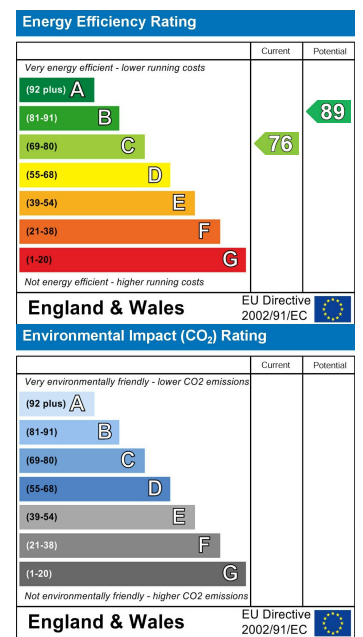 Energy Efficiency Rating
Current Potential
Very energy efficient - lower running costs
(92 plus) A
(81-91) B
89
(69-80) C
76
(55-68) D
(39-54) E
(21-38) F
(1-20) G
Not energy efficient - higher running costs
England & Wales
EU Directive
2002/91/EC
Environmental Impact (CO₂) Rating
Current Potential
Very environmentally friendly - lower CO2 emissions
(92 plus) A
(81-91) B
(69-80) C
(55-68) D
(39-54) E
(21-38) F
(1-20) G
Not environmentally friendly - higher CO2 emissions
England & Wales
EU Directive
2002/91/EC